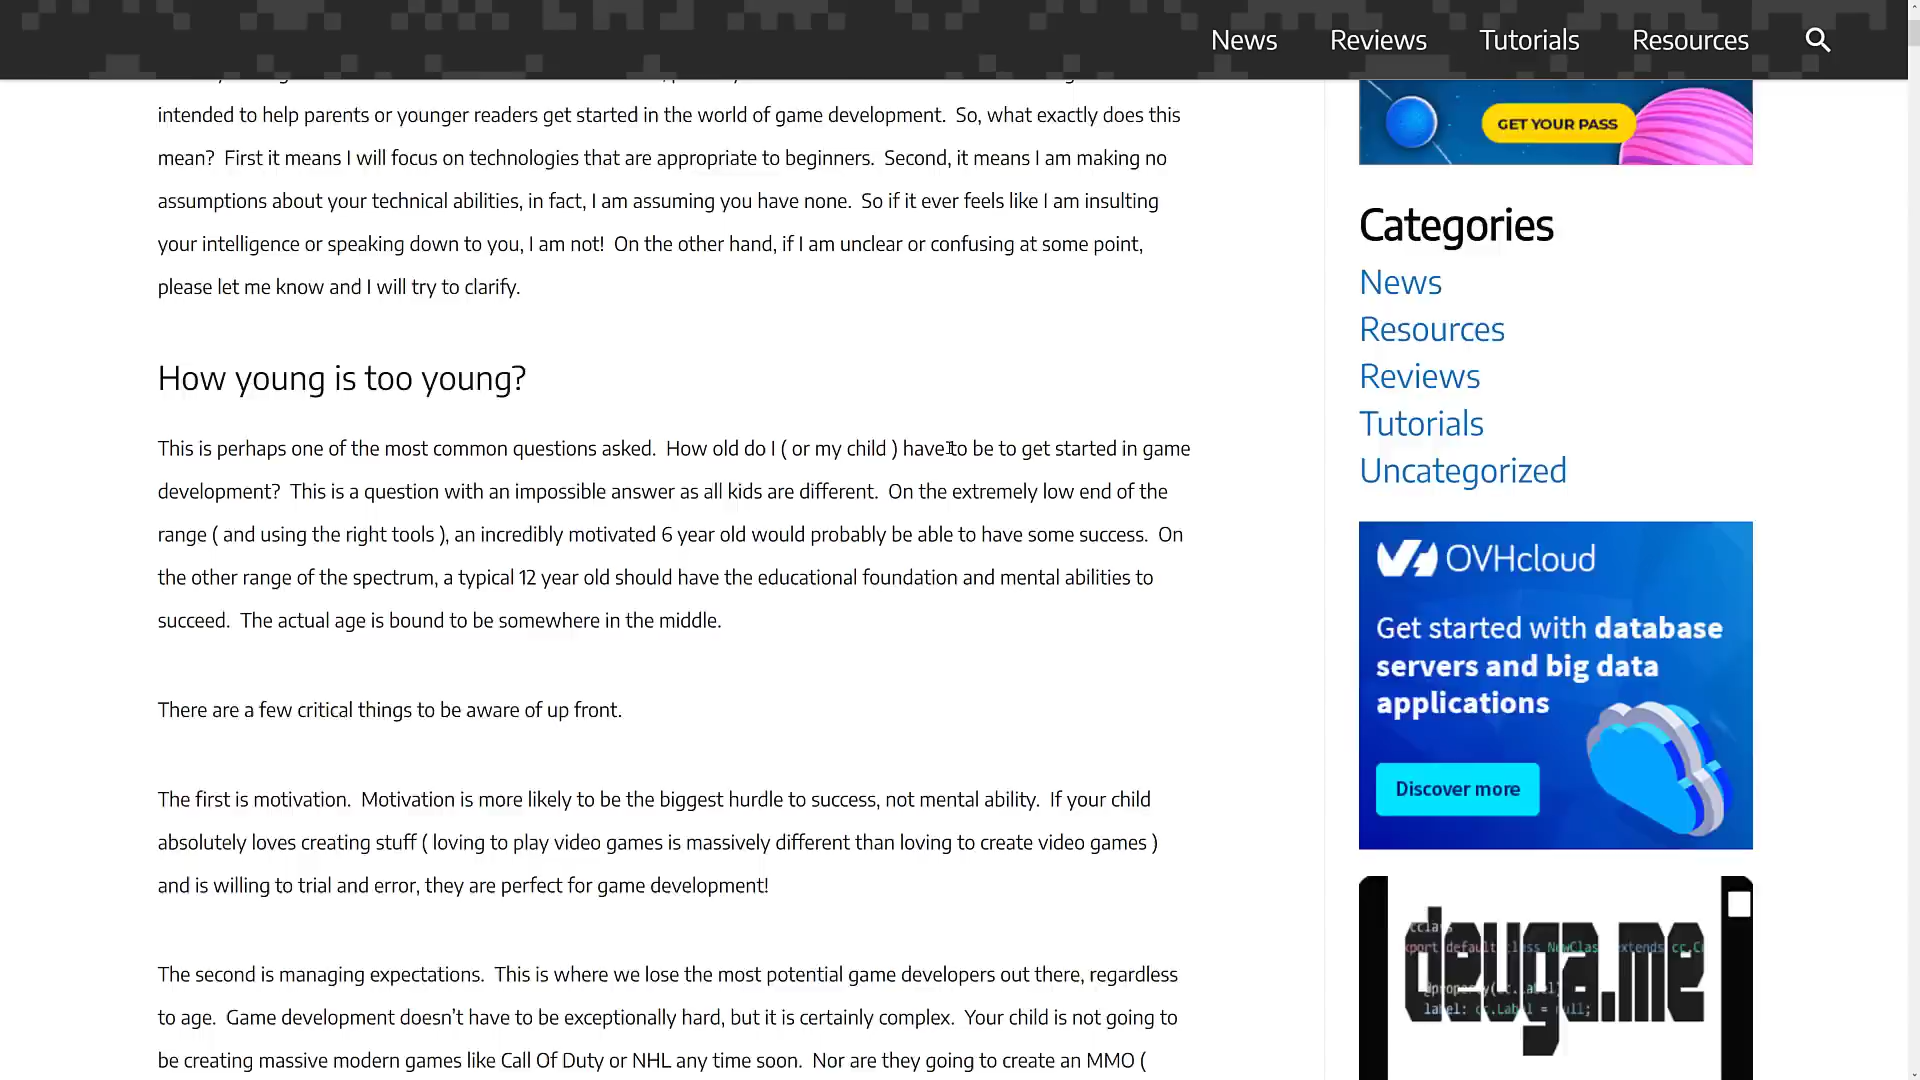 News Reviews Tutorials Resources
intended to help parents or younger readers get started in the world of game development.  So, what exactly does this
mean?  First it means I will focus on technologies that are appropriate to beginners.  Second, it means I am making no
assumptions about your technical abilities, in fact, I am assuming you have none.  So if it ever feels like I am insulting
your intelligence or speaking down to you, I am not!  On the other hand, if I am unclear or confusing at some point,
please let me know and I will try to clarify.
How young is too young?
This is perhaps one of the most common questions asked.  How old do I ( or my child ) have to be to get started in game
development?  This is a question with an impossible answer as all kids are different.  On the extremely low end of the
range ( and using the right tools ), an incredibly motivated 6 year old would probably be able to have some success.  On
the other range of the spectrum, a typical 12 year old should have the educational foundation and mental abilities to
succeed.  The actual age is bound to be somewhere in the middle.
There are a few critical things to be aware of up front.
The first is motivation.  Motivation is more likely to be the biggest hurdle to success, not mental ability.  If your child
absolutely loves creating stuff ( loving to play video games is massively different than loving to create video games )
and is willing to trial and error, they are perfect for game development!
The second is managing expectations.  This is where we lose the most potential game developers out there, regardless
to age.  Game development doesn't have to be exceptionally hard, but it is certainly complex.  Your child is not going to
be creating massive modern games like Call Of Duty or NHL any time soon.  Nor are they going to create an MMO (
GET YOUR PASS
Categories
News
Resources
Reviews
Tutorials
Uncategorized
OVHcloud
Get started with database
servers and big data
applications
Discover more
devga.me